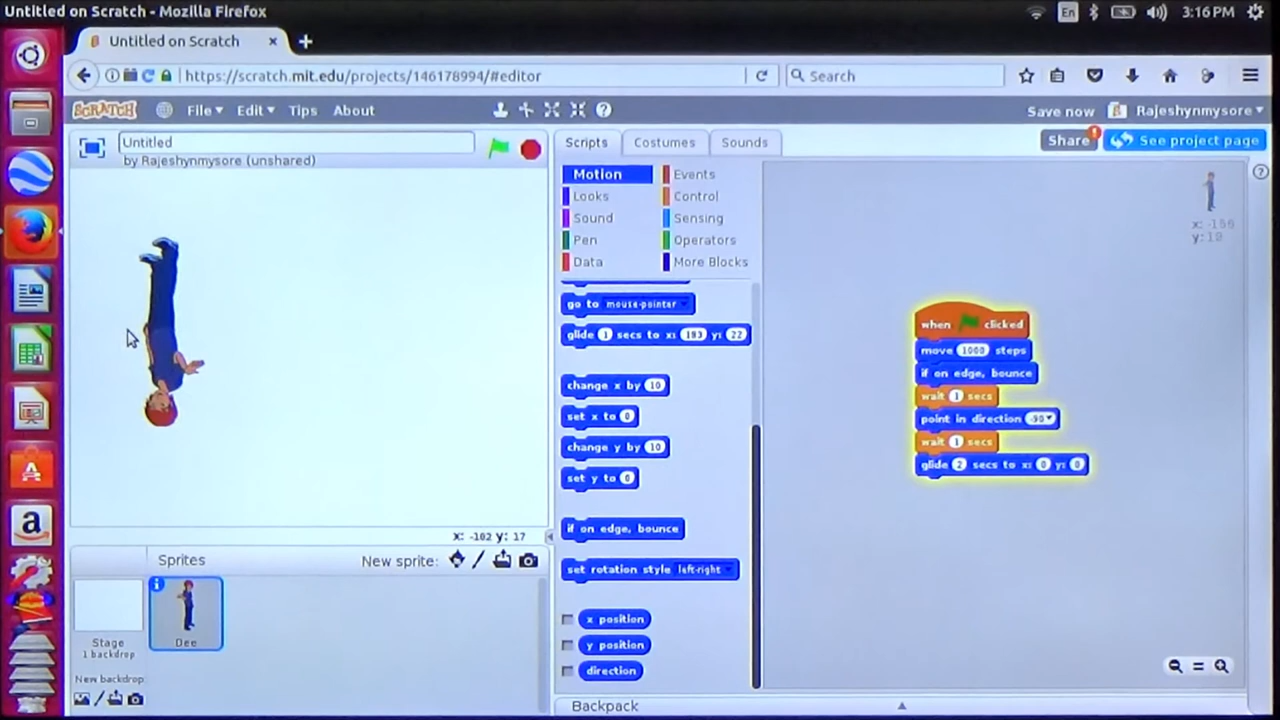 Untitled on Scratch - Mozilla Firefox
En
3:16 PM
Untitled on Scratch
https://scratch.mit.edu/projects/146178994/#editor
Search
SCRATCH
File
Edit
Tips
About
Save now
Rajeshynmysore
Untitled
by Rajeshynmysore (unshared)
Scripts
Costumes
Sounds
Share
See project page
Motion
Looks
Sound
Pen
Data
Events
Control
Sensing
Operators
More Blocks
go to mouse-pointer
glide 1 secs to x: 193 y: 22
change x by 10
set x to 0
change y by 10
set y to 0
if on edge, bounce
set rotation style left-right
x position
y position
direction
when clicked
move 1000 steps
if on edge, bounce
wait 1 secs
point in direction -90
wait 1 secs
glide 2 secs to x: 0 y: 0
x: -102 y: 17
Sprites
New sprite:
Stage
1 backdrop
New backdrop
Dee
Backpack